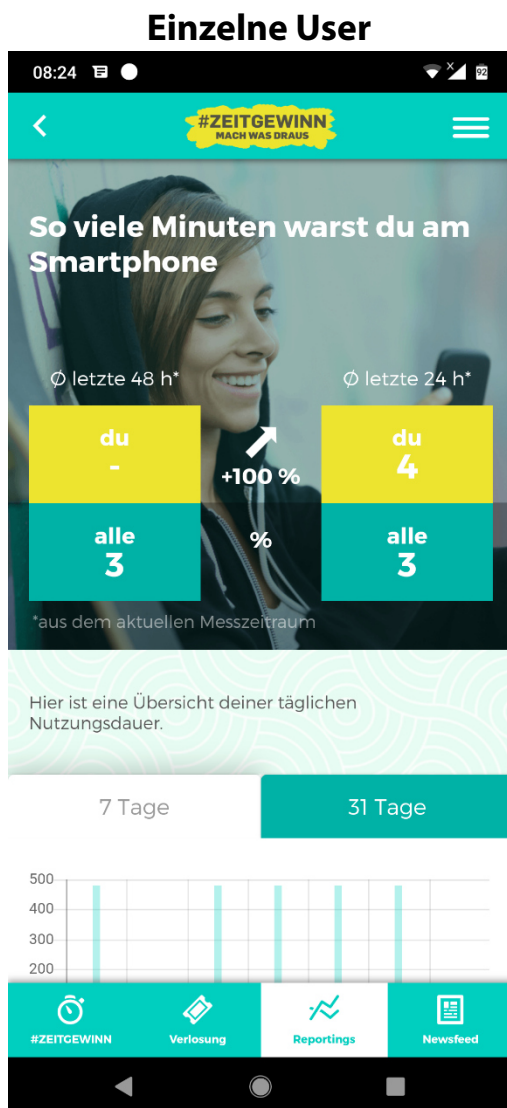 Einzelne User
08:24
92
#ZEITGEWINN
MACH WAS DRAUS
So viele Minuten warst du am
Smartphone
Ø letzte 48 h*
Ø letzte 24 h*
du
-
+100 %
du
4
alle
3
%
alle
3
*aus dem aktuellen Messzeitraum
Hier ist eine Übersicht deiner täglichen
Nutzungsdauer.
7 Tage
31 Tage
500
400
300
200
#ZEITGEWINN
Verlosung
Reportings
Newsfeed